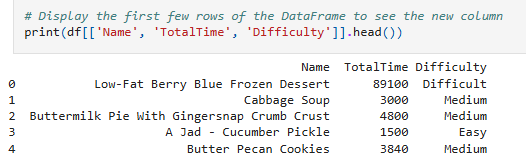 # Display the first few rows of the DataFrame to see the new column
print(df[['Name', 'TotalTime', 'Difficulty']].head())
Name TotalTime Difficulty
0 Low-Fat Berry Blue Frozen Dessert 89100 Difficult
1 Cabbage Soup 3000 Medium
2 Buttermilk Pie With Gingersnap Crumb Crust 4800 Medium
3 A Jad - Cucumber Pickle 1500 Easy
4 Butter Pecan Cookies 3840 Medium